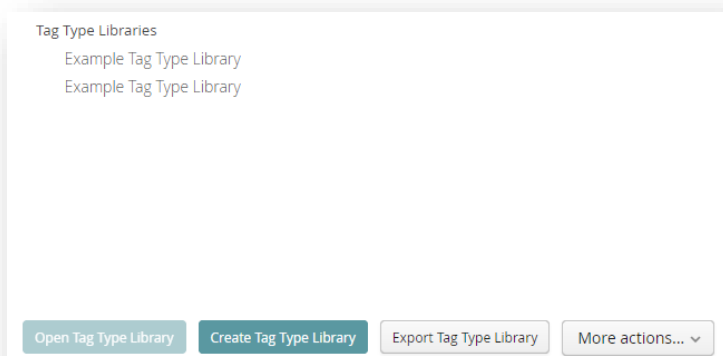 Tag Type Libraries
Example Tag Type Library
Example Tag Type Library
Open Tag Type Library Create Tag Type Library Export Tag Type Library More actions...